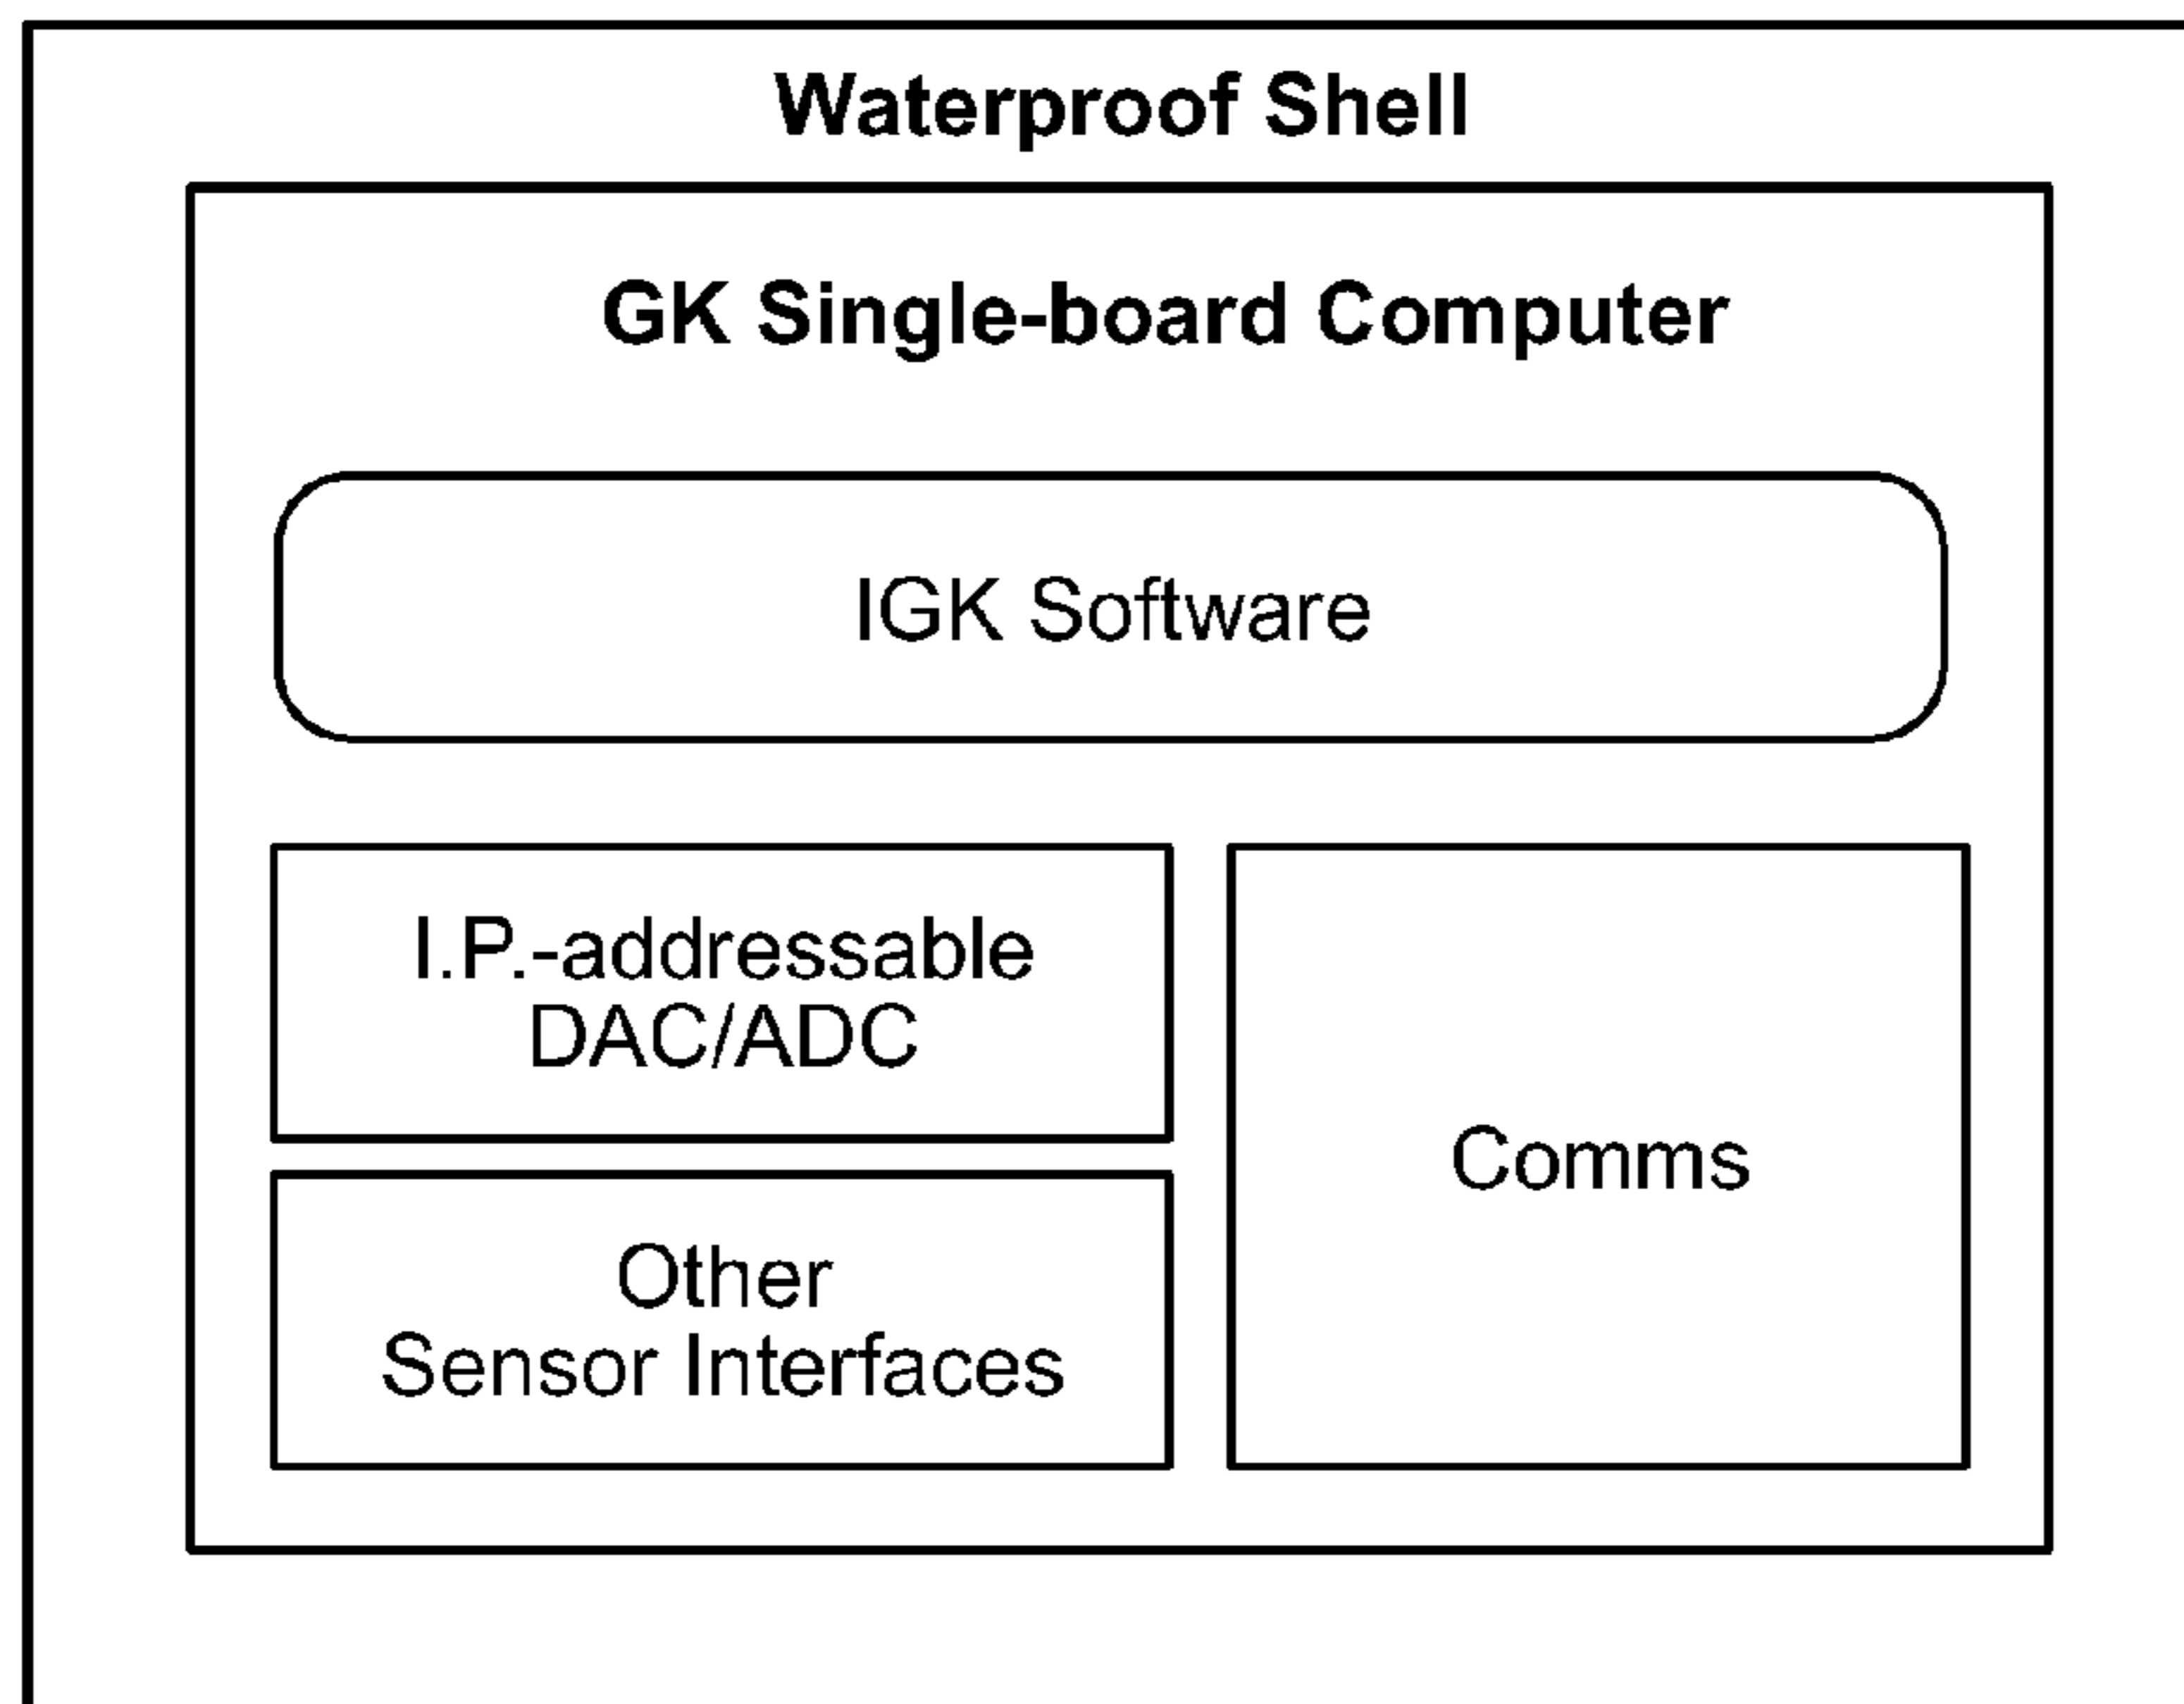 Waterproof Shell
GK Single-board Computer
IGK Software
I.P.-addressable
DAC/ADC
Other
Sensor Interfaces
Comms